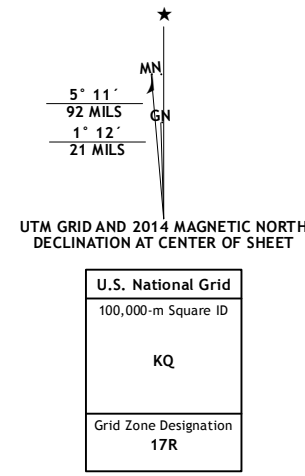 ★
MN
GN
5° 11´
92 MILS
1° 12´
21 MILS
UTM GRID AND 2014 MAGNETIC NORTH
DECLINATION AT CENTER OF SHEET
U.S. National Grid
100,000-m Square ID
KQ
Grid Zone Designation
17R